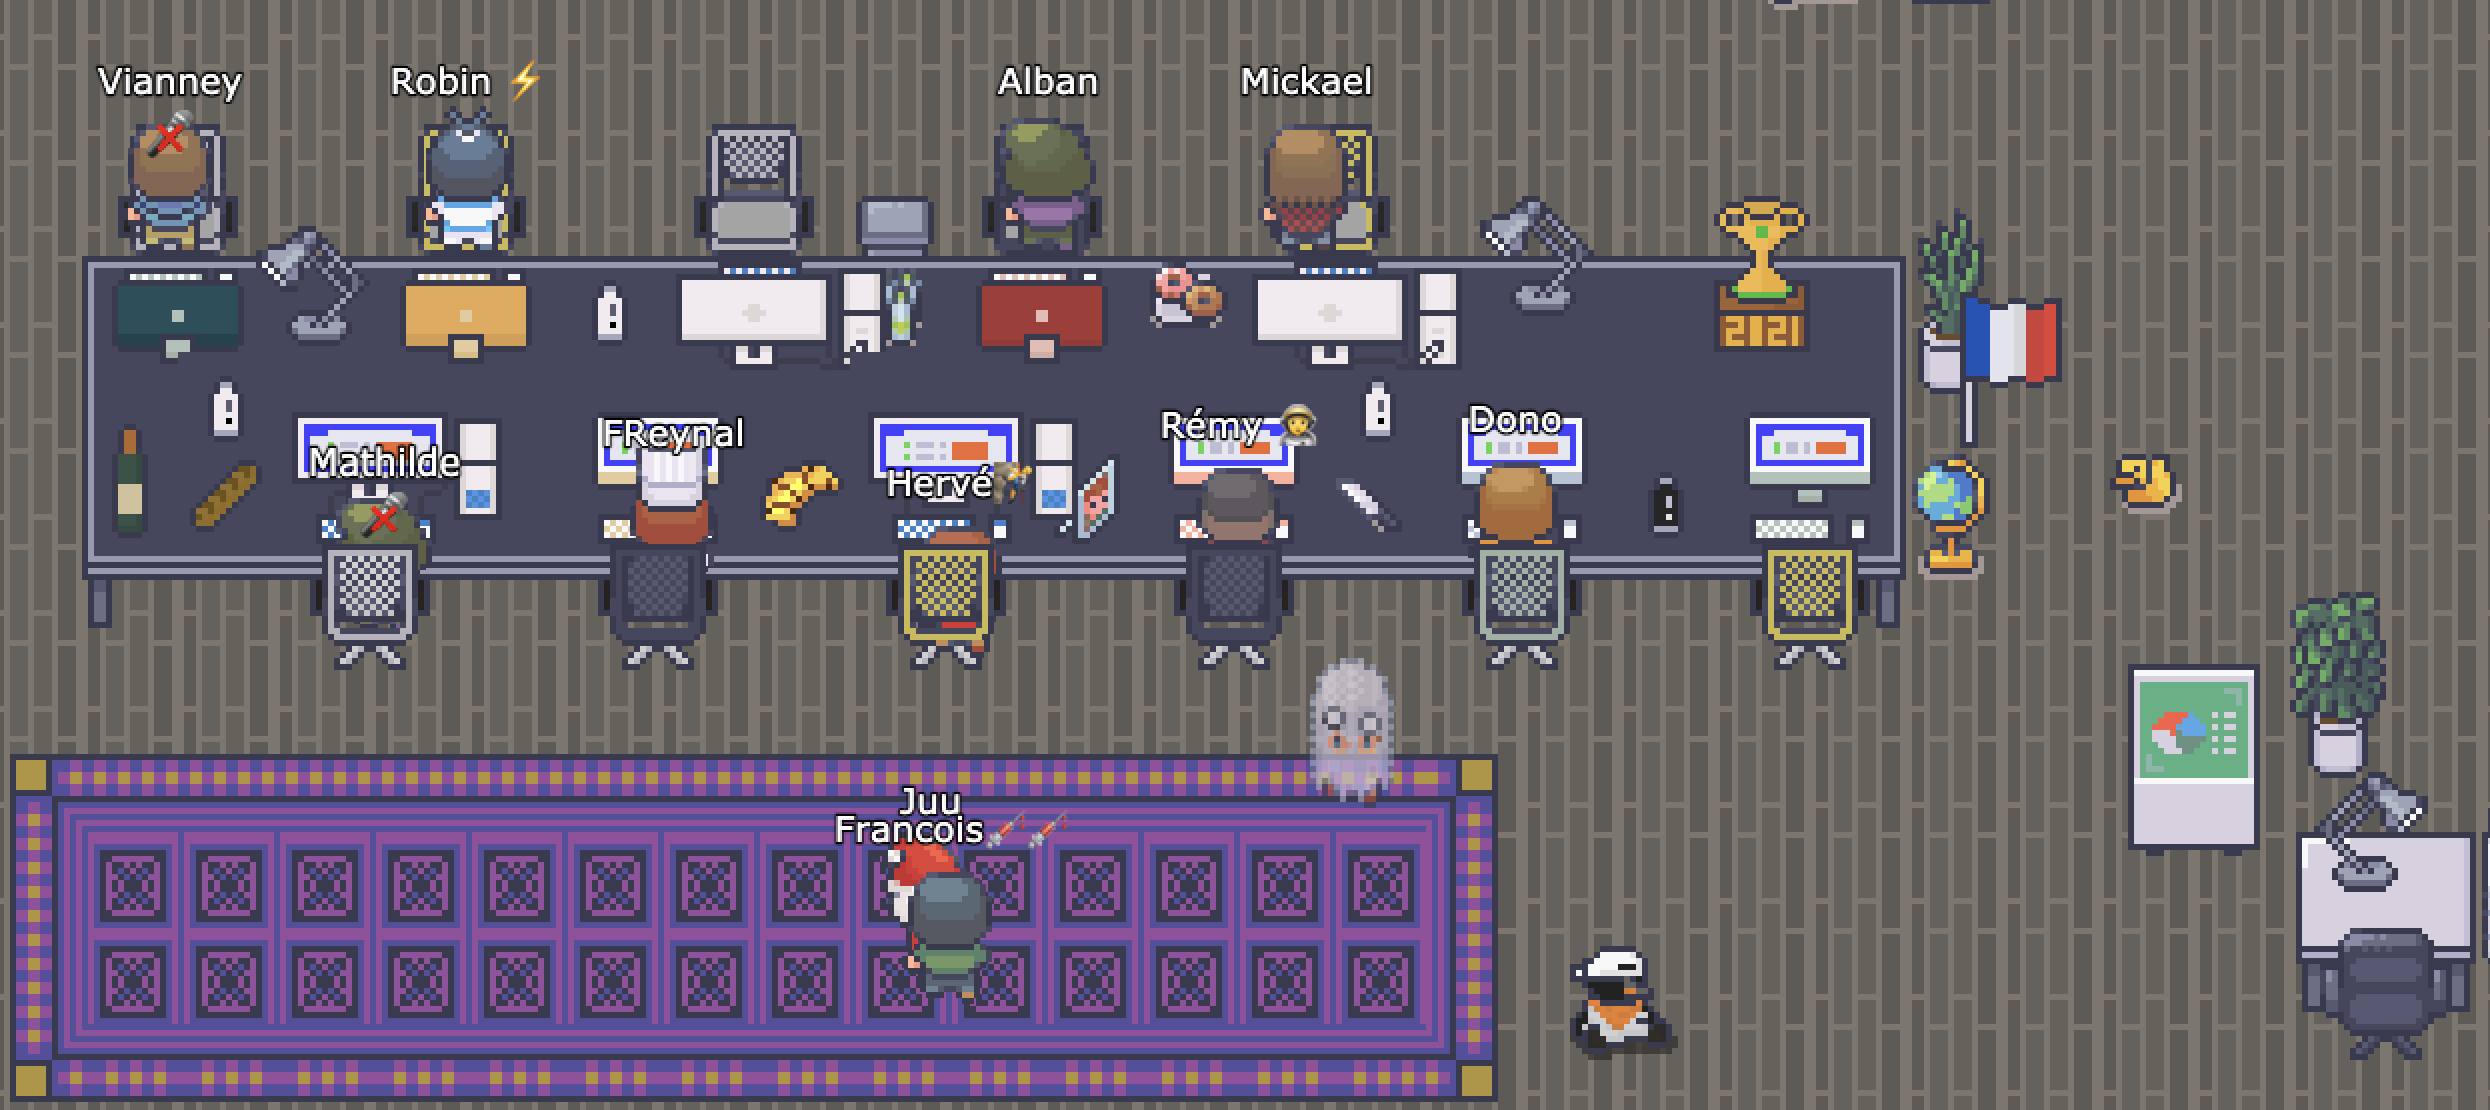 Vianney
Robin ⚡
Alban
Mickael
2121
Rémy
Dono
FReynal
Mathilde
Hervé
Juu
Francois